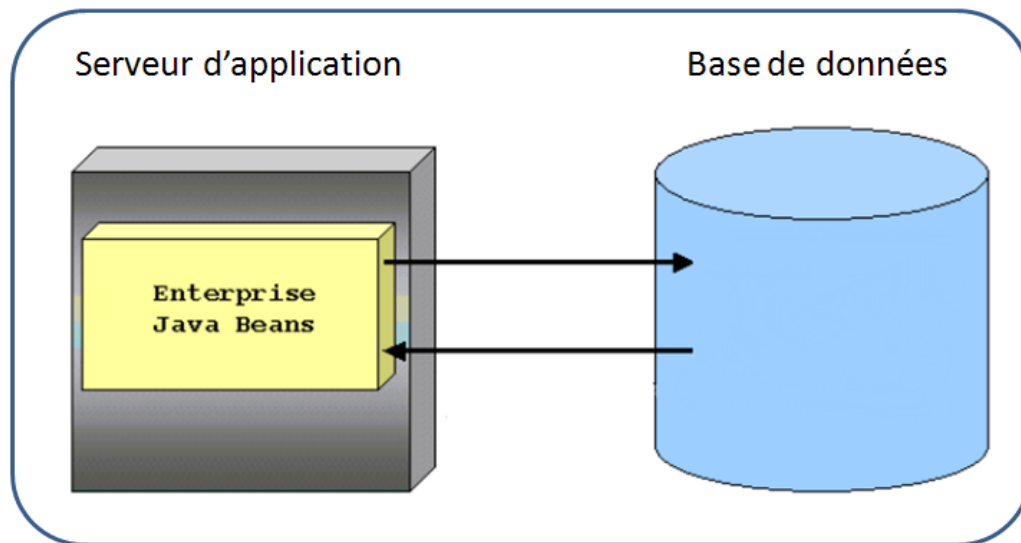 Serveur d’application
Base de données
Enterprise
Java Beans